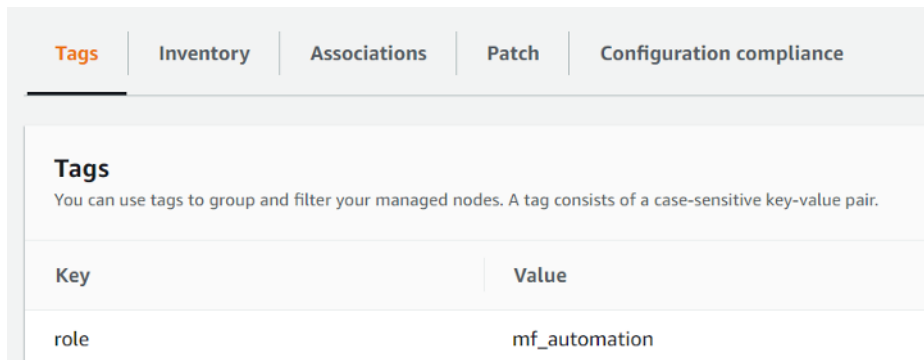 Tags Inventory Associations Patch Configuration compliance
Tags
You can use tags to group and filter your managed nodes. A tag consists of a case-sensitive key-value pair.
Key Value
role mf_automation